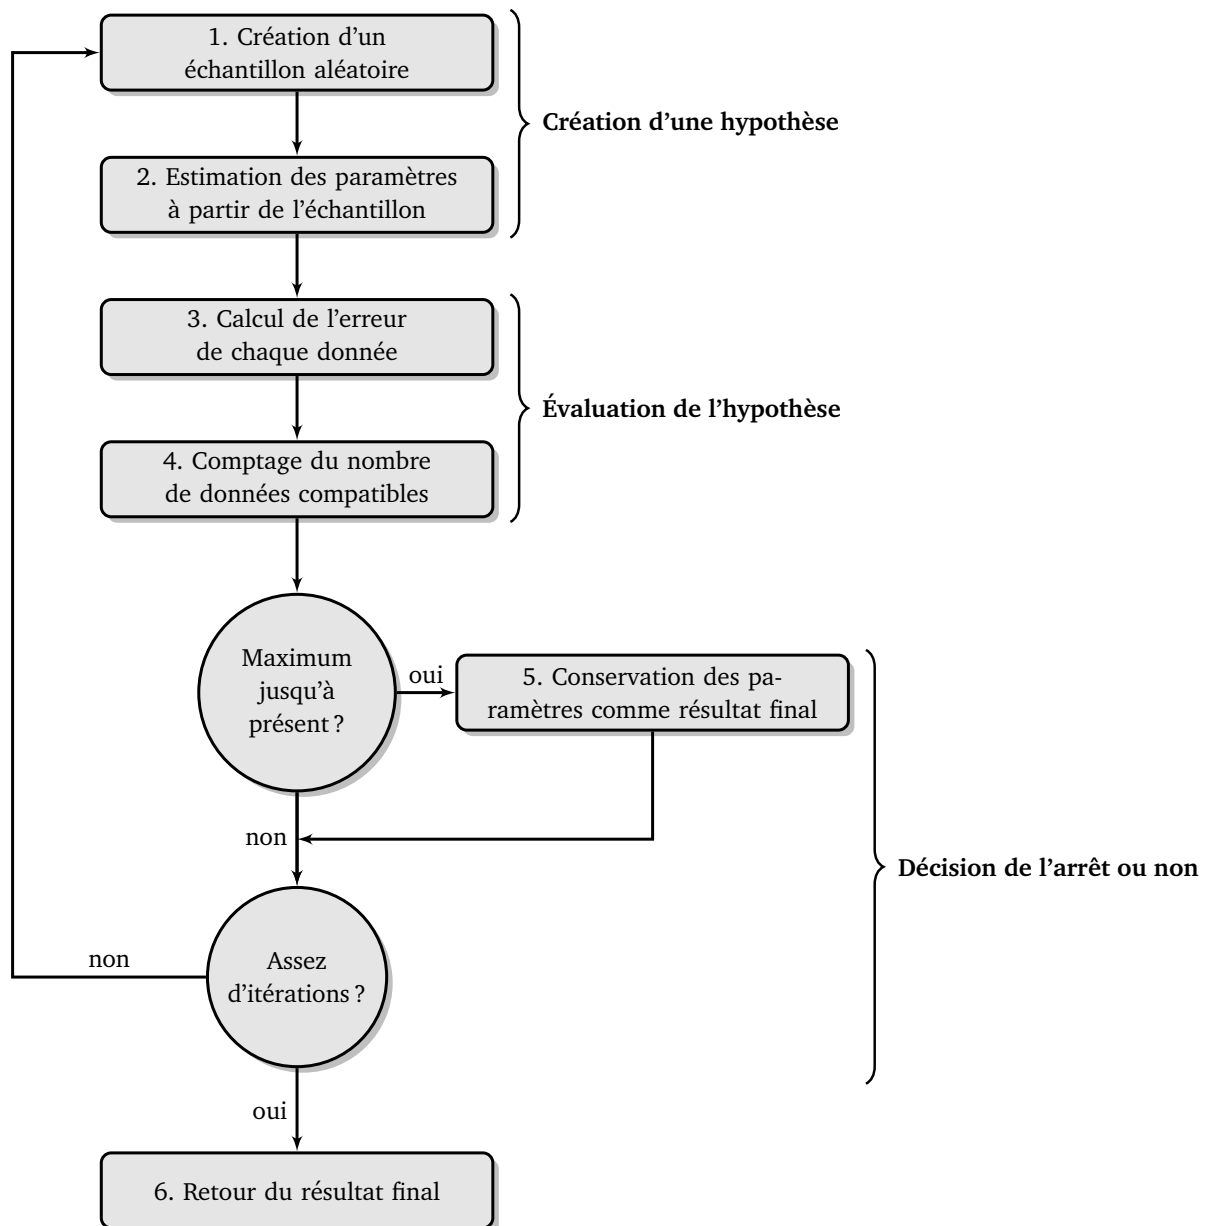 1. Création d’un
échantillon aléatoire
Création d’une hypothèse
2. Estimation des paramètres
à partir de l’échantillon
3. Calcul de l’erreur
de chaque donnée
Évaluation de l’hypothèse
4. Comptage du nombre
de données compatibles
Maximum
jusqu’à
présent ?
oui
5. Conservation des pa-
ramètres comme résultat final
non
Décision de l’arrêt ou non
non
Assez
d’itérations ?
oui
6. Retour du résultat final